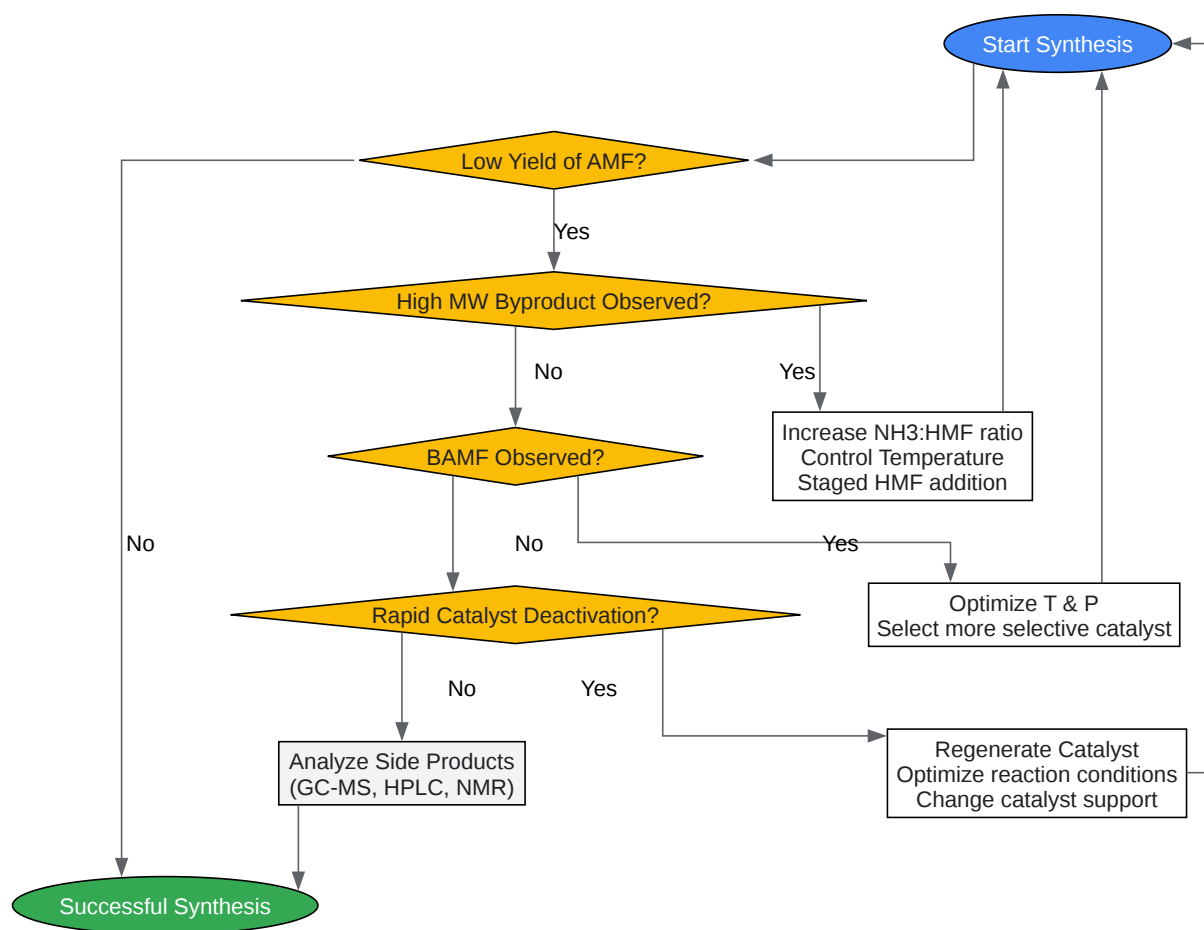 Start Synthesis
Low Yield of AMF?
Yes
High MW Byproduct Observed?
No
Yes
Increase NH3:HMF ratio
Control Temperature
Staged HMF addition
BAMF Observed?
No
No
Yes
Optimize T & P
Select more selective catalyst
Rapid Catalyst Deactivation?
No
Yes
Analyze Side Products
(GC-MS, HPLC, NMR)
Regenerate Catalyst
Optimize reaction conditions
Change catalyst support
Successful Synthesis